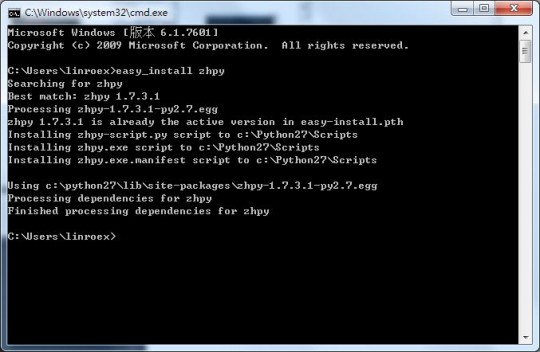 C:\Windows\system32\cmd.exe
Microsoft Windows [版本 6.1.7601]
Copyright (c) 2009 Microsoft Corporation.  All rights reserved.
C:\Users\linroex>easy_install zhpy
Searching for zhpy
Best match: zhpy 1.7.3.1
Processing zhpy-1.7.3.1-py2.7.egg
zhpy 1.7.3.1 is already the active version in easy-install.pth
Installing zhpy-script.py script to c:\Python27\Scripts
Installing zhpy.exe script to c:\Python27\Scripts
Installing zhpy.exe.manifest script to c:\Python27\Scripts
Using c:\python27\lib\site-packages\zhpy-1.7.3.1-py2.7.egg
Processing dependencies for zhpy
Finished processing dependencies for zhpy
C:\Users\linroex>